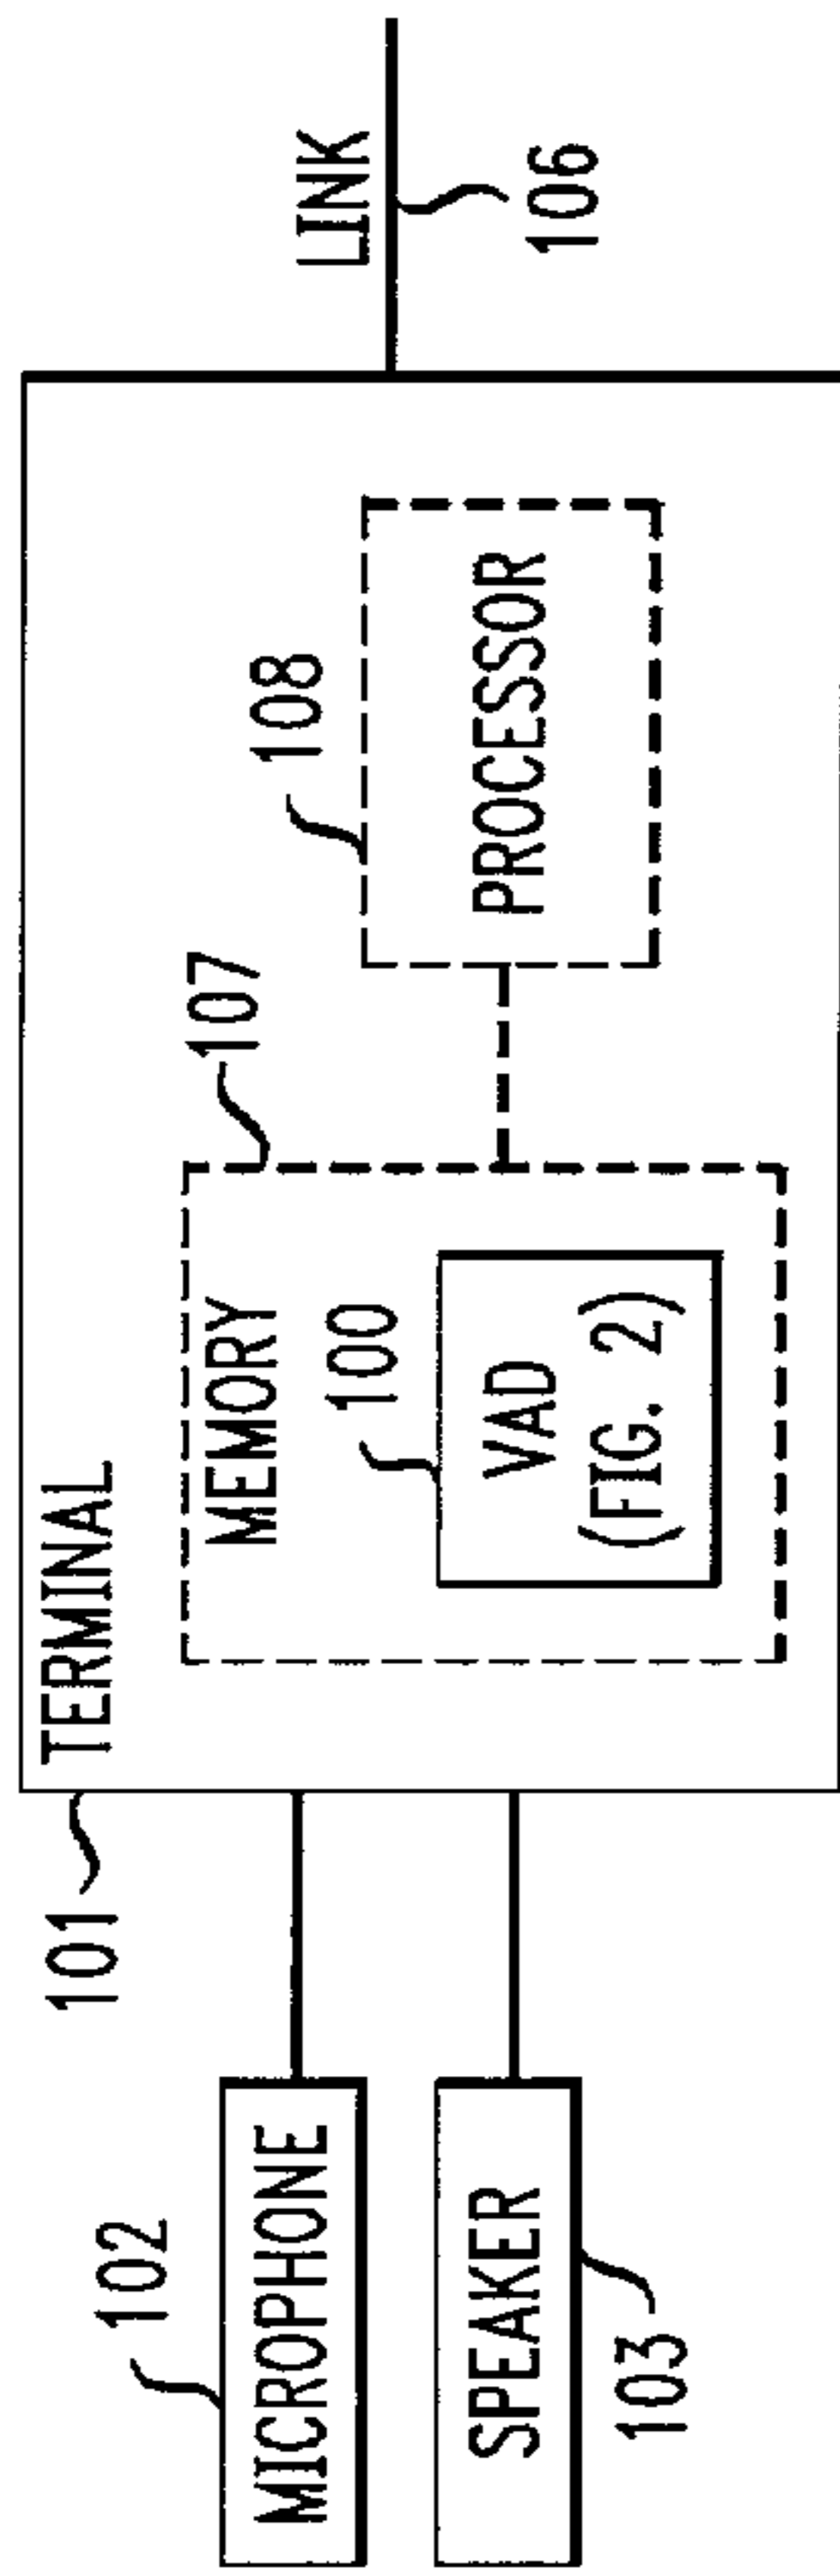 101
TERMINAL
MEMORY
107
108
LINK
102
MICROPHONE
100
VAD
(FIG. 2)
PROCESSOR
106
SPEAKER
103